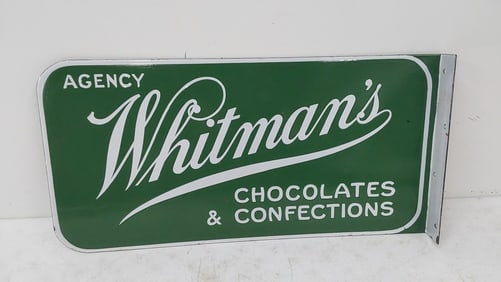 AGENCY
Whitman's
CHOCOLATES
& CONFECTIONS